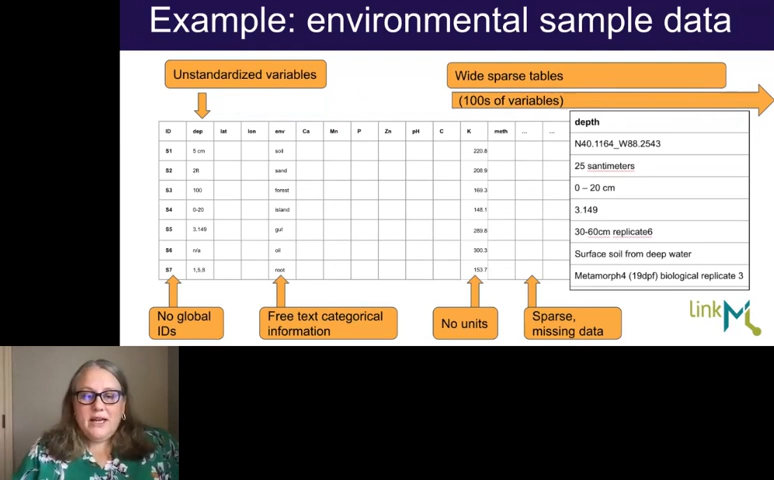 Example: environmental sample data
Unstandardized variables
Wide sparse tables
(100s of variables)
ID dep lat lon env Ca Mn P Zn pH C K meth ... ...
S1 5 cm soil 220.8
S2 28 sand 208.9
S3 100 forest 169.3
S4 0-20 island 148.1
S5 3.149 gut 289.8
S6 n/a oil 300.3
S7 1,5,8 root 153.7
depth
N40.1164_W88.2543
25 santimeters
0 – 20 cm
3.149
30-60cm replicate6
Surface soil from deep water
Metamorph4 (19dpf) biological replicate 3
No global
IDs
Free text categorical
information
No units
Sparse,
missing data
linkML